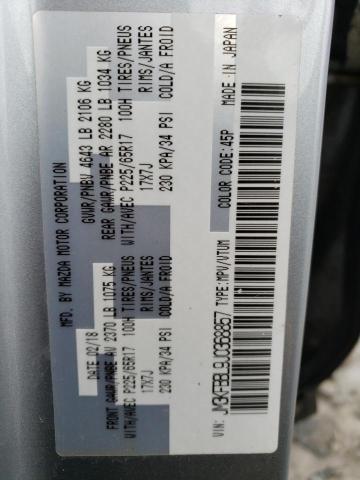 MFD. BY MAZDA MOTOR CORPORATION
DATE: 02/18 GVWR/PNBV 4643 LB 2106 KG
FRONT GAWR/PNBE AV 2370 LB 1075 KG REAR GAWR/PNBE AR 2280 LB 1034 KG
WITH/AVEC P225/65R17 100H TIRES/PNEUS WITH/AVEC P225/65R17 100H TIRES/PNEUS
17X7J RIMS/JANTES 17X7J RIMS/JANTES
230 KPA/34 PSI COLD/A FROID 230 KPA/34 PSI COLD/A FROID
MADE IN JAPAN
VIN: JM3KFBBL9J0368867 TYPE:MPV/VTUM COLOR CODE:45P